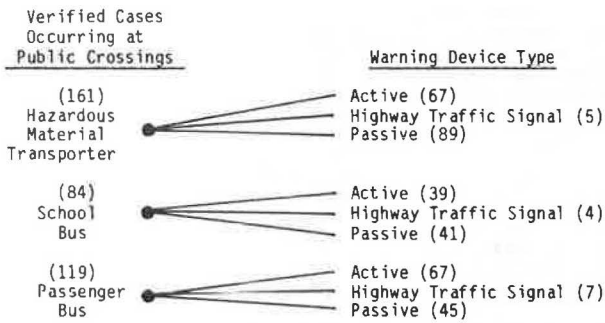 Verified Cases
Occurring at
Public Crossings
Warning Device Type
(161)
Hazardous
Material
Transporter
Active (67)
Highway Traffic Signal (5)
Passive (89)
(84)
School
Bus
Active (39)
Highway Traffic Signal (4)
Passive (41)
(119)
Passenger
Bus
Active (67)
Highway Traffic Signal (7)
Passive (45)